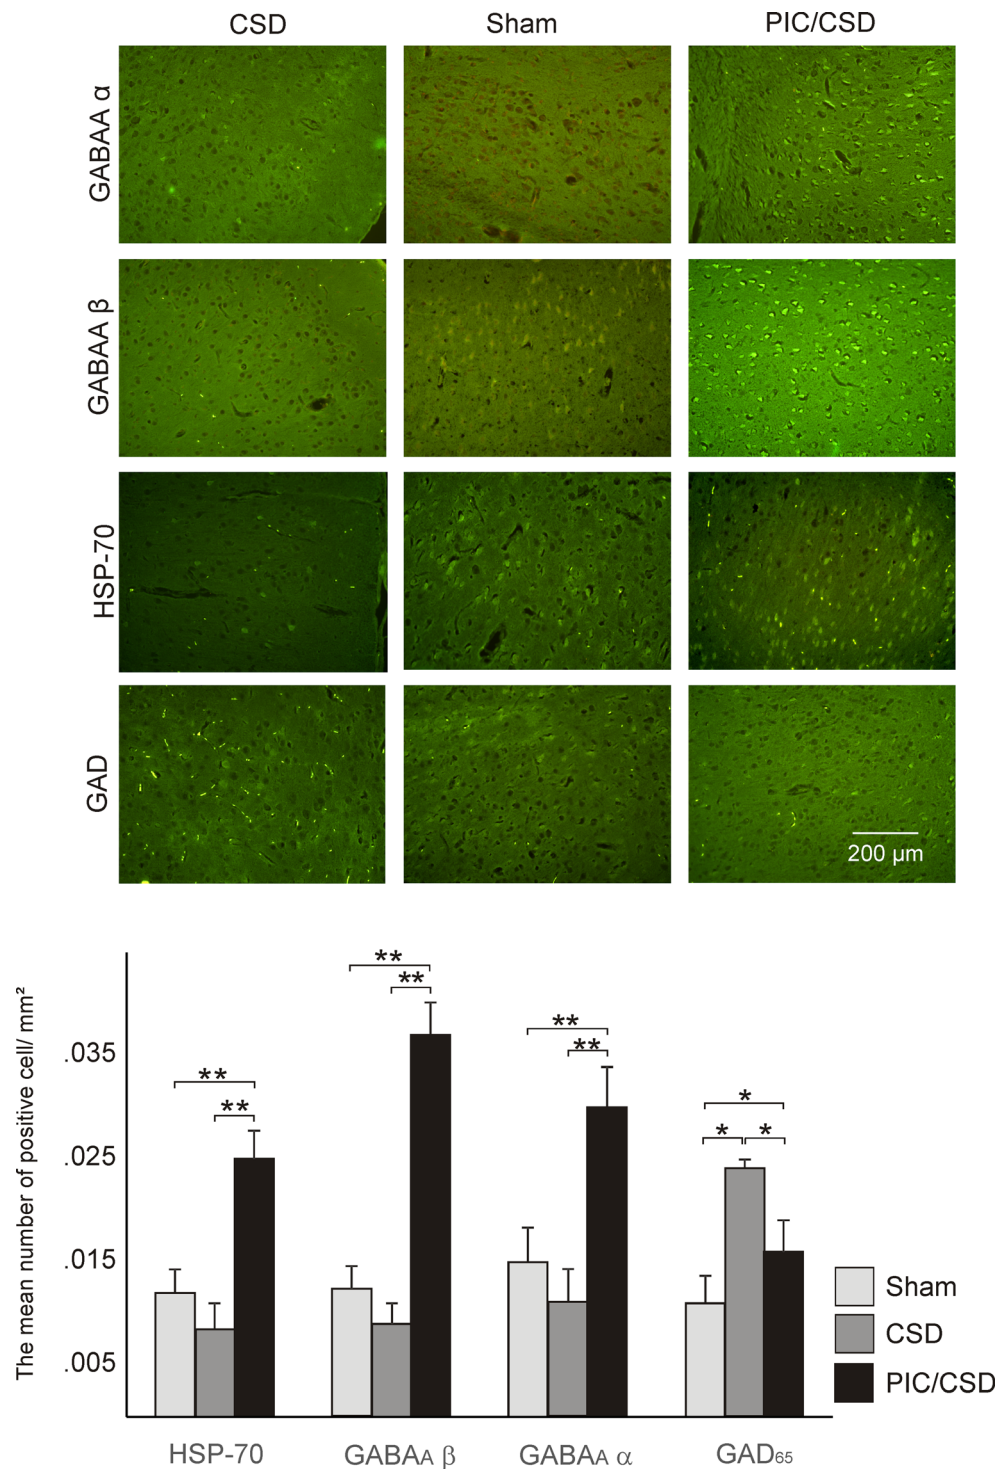 CSD Sham PIC/CSD
GABAA α
GABAA β
HSP-70
GAD
200 µm
The mean number of positive cell/ mm²
.035
.025
.015
.005
** ** ** ** ** ** * * *
Sham
CSD
PIC/CSD
HSP-70 GABAA β GABAA α GAD65